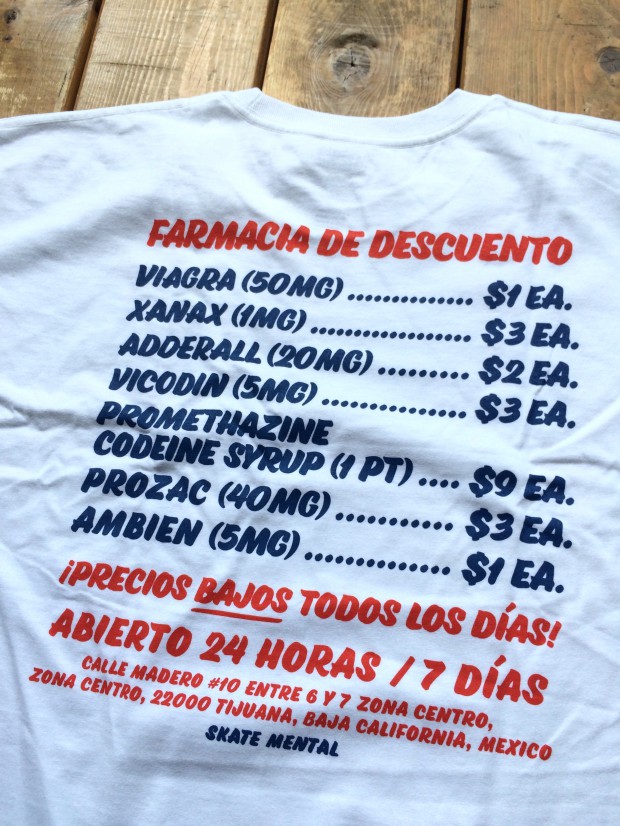 FARMACIA DE DESCUENTO
VIAGRA (50MG) .............. $1 EA.
XANAX (1MG) ................. $3 EA.
ADDERALL (20MG) ......... $2 EA.
VICODIN (5MG) ................ $3 EA.
PROMETHAZINE
CODEINE SYRUP (1 PT) .... $9 EA.
PROZAC (40MG) ............ $3 EA.
AMBIEN (5MG) ............... $1 EA.
¡PRECIOS BAJOS TODOS LOS DÍAS!
ABIERTO 24 HORAS / 7 DÍAS
CALLE MADERO #10 ENTRE 6 Y 7 ZONA CENTRO,
ZONA CENTRO, 22000 TIJUANA, BAJA CALIFORNIA, MEXICO
SKATE MENTAL